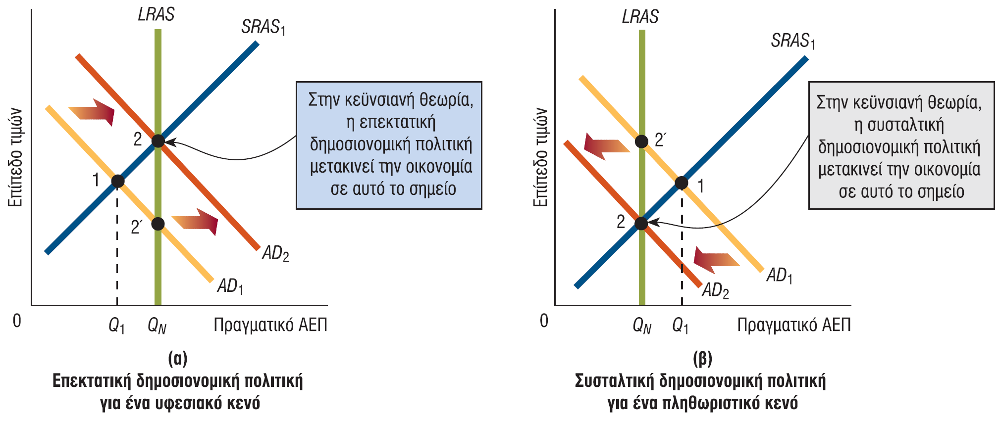 LRAS
SRAS1
Στην κεϋνσιανή θεωρία,
η επεκτατική
δημοσιονομική πολιτική
μετακινεί την οικονομία
σε αυτό το σημείο
Επίπεδο τιμών
2
1
2´
AD2
AD1
0
Q1
QN
Πραγματικό ΑΕΠ
(α)
Επεκτατική δημοσιονομική πολιτική
για ένα υφεσιακό κενό
LRAS
SRAS1
Στην κεϋνσιανή θεωρία,
η συσταλτική
δημοσιονομική πολιτική
μετακινεί την οικονομία
σε αυτό το σημείο
Επίπεδο τιμών
2´
1
2
AD1
AD2
0
QN
Q1
Πραγματικό ΑΕΠ
(β)
Συσταλτική δημοσιονομική πολιτική
για ένα πληθωριστικό κενό